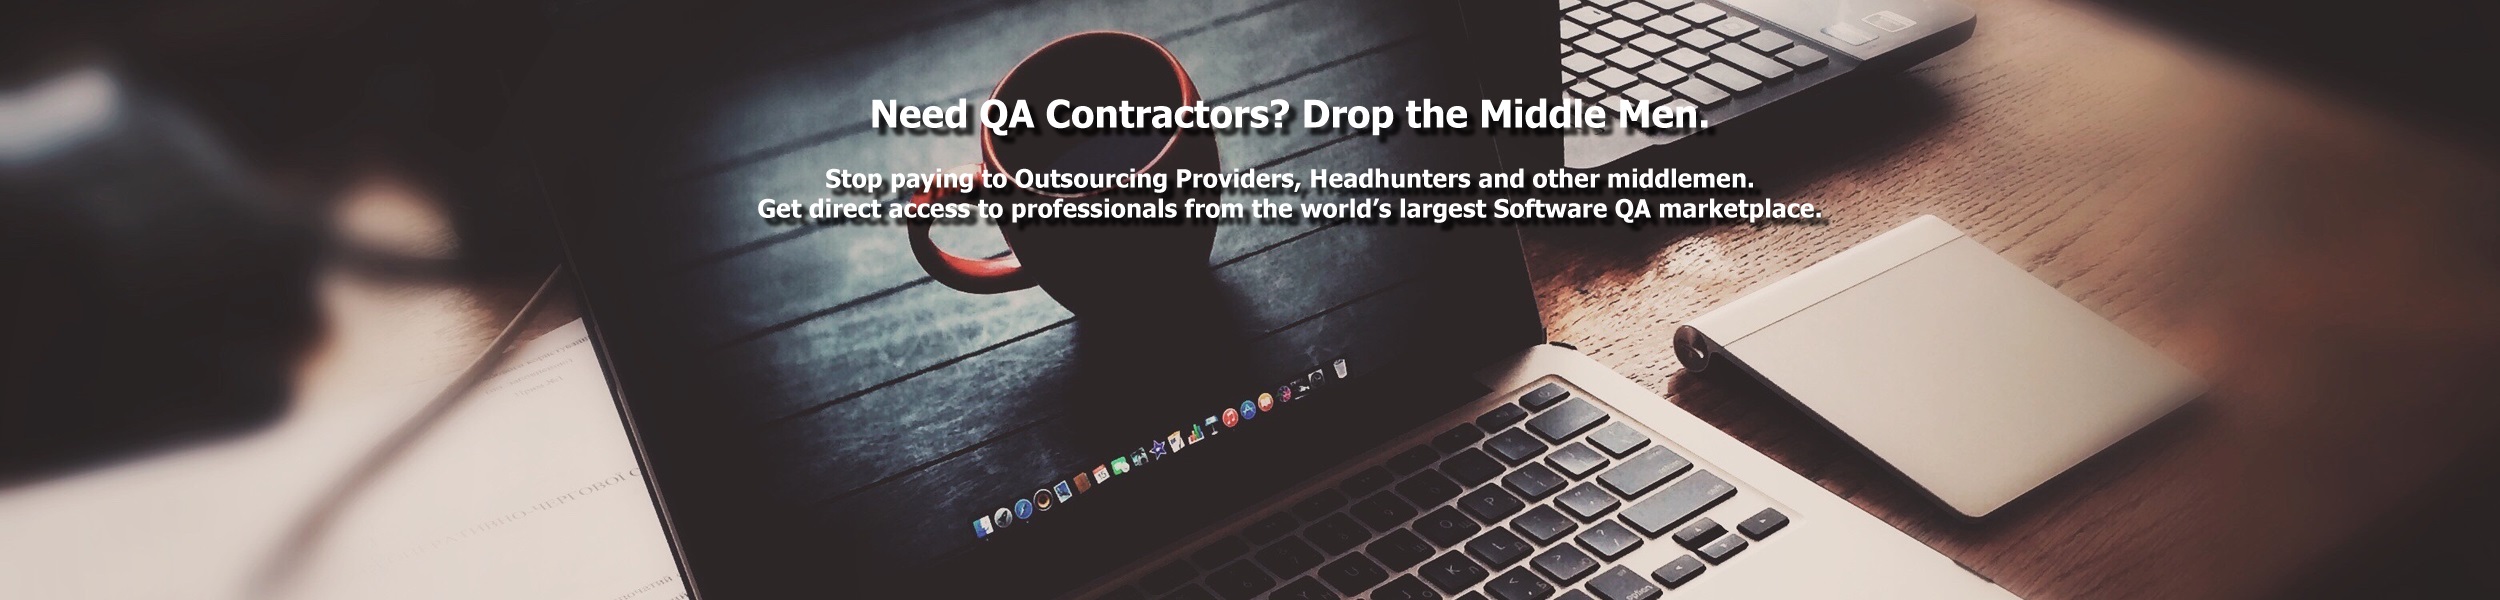 Need QA Contractors? Drop the Middle Men.
Stop paying to Outsourcing Providers, Headhunters and other middlemen.
Get direct access to professionals from the world's largest Software QA marketplace.